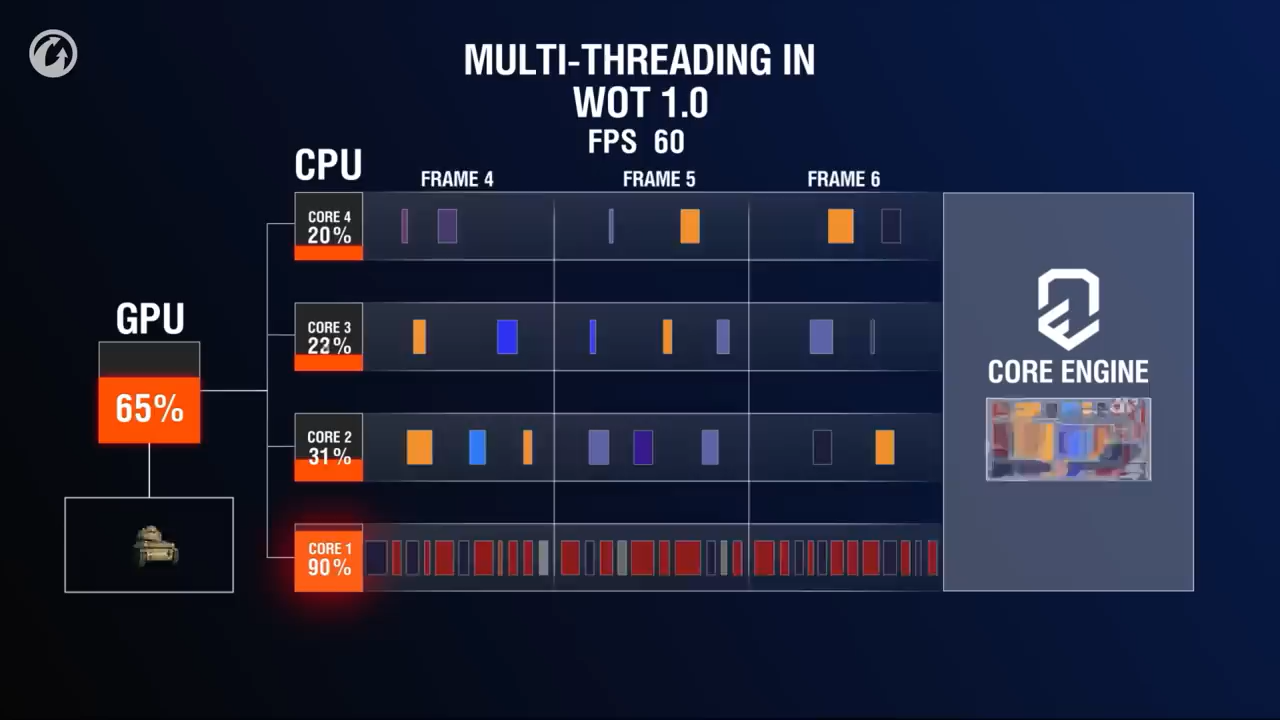 MULTI-THREADING IN
WOT 1.0
FPS 60
CPU
FRAME 4
FRAME 5
FRAME 6
CORE 4
20%
CORE 3
22%
CORE 2
31%
CORE 1
90%
GPU
65%
CORE ENGINE